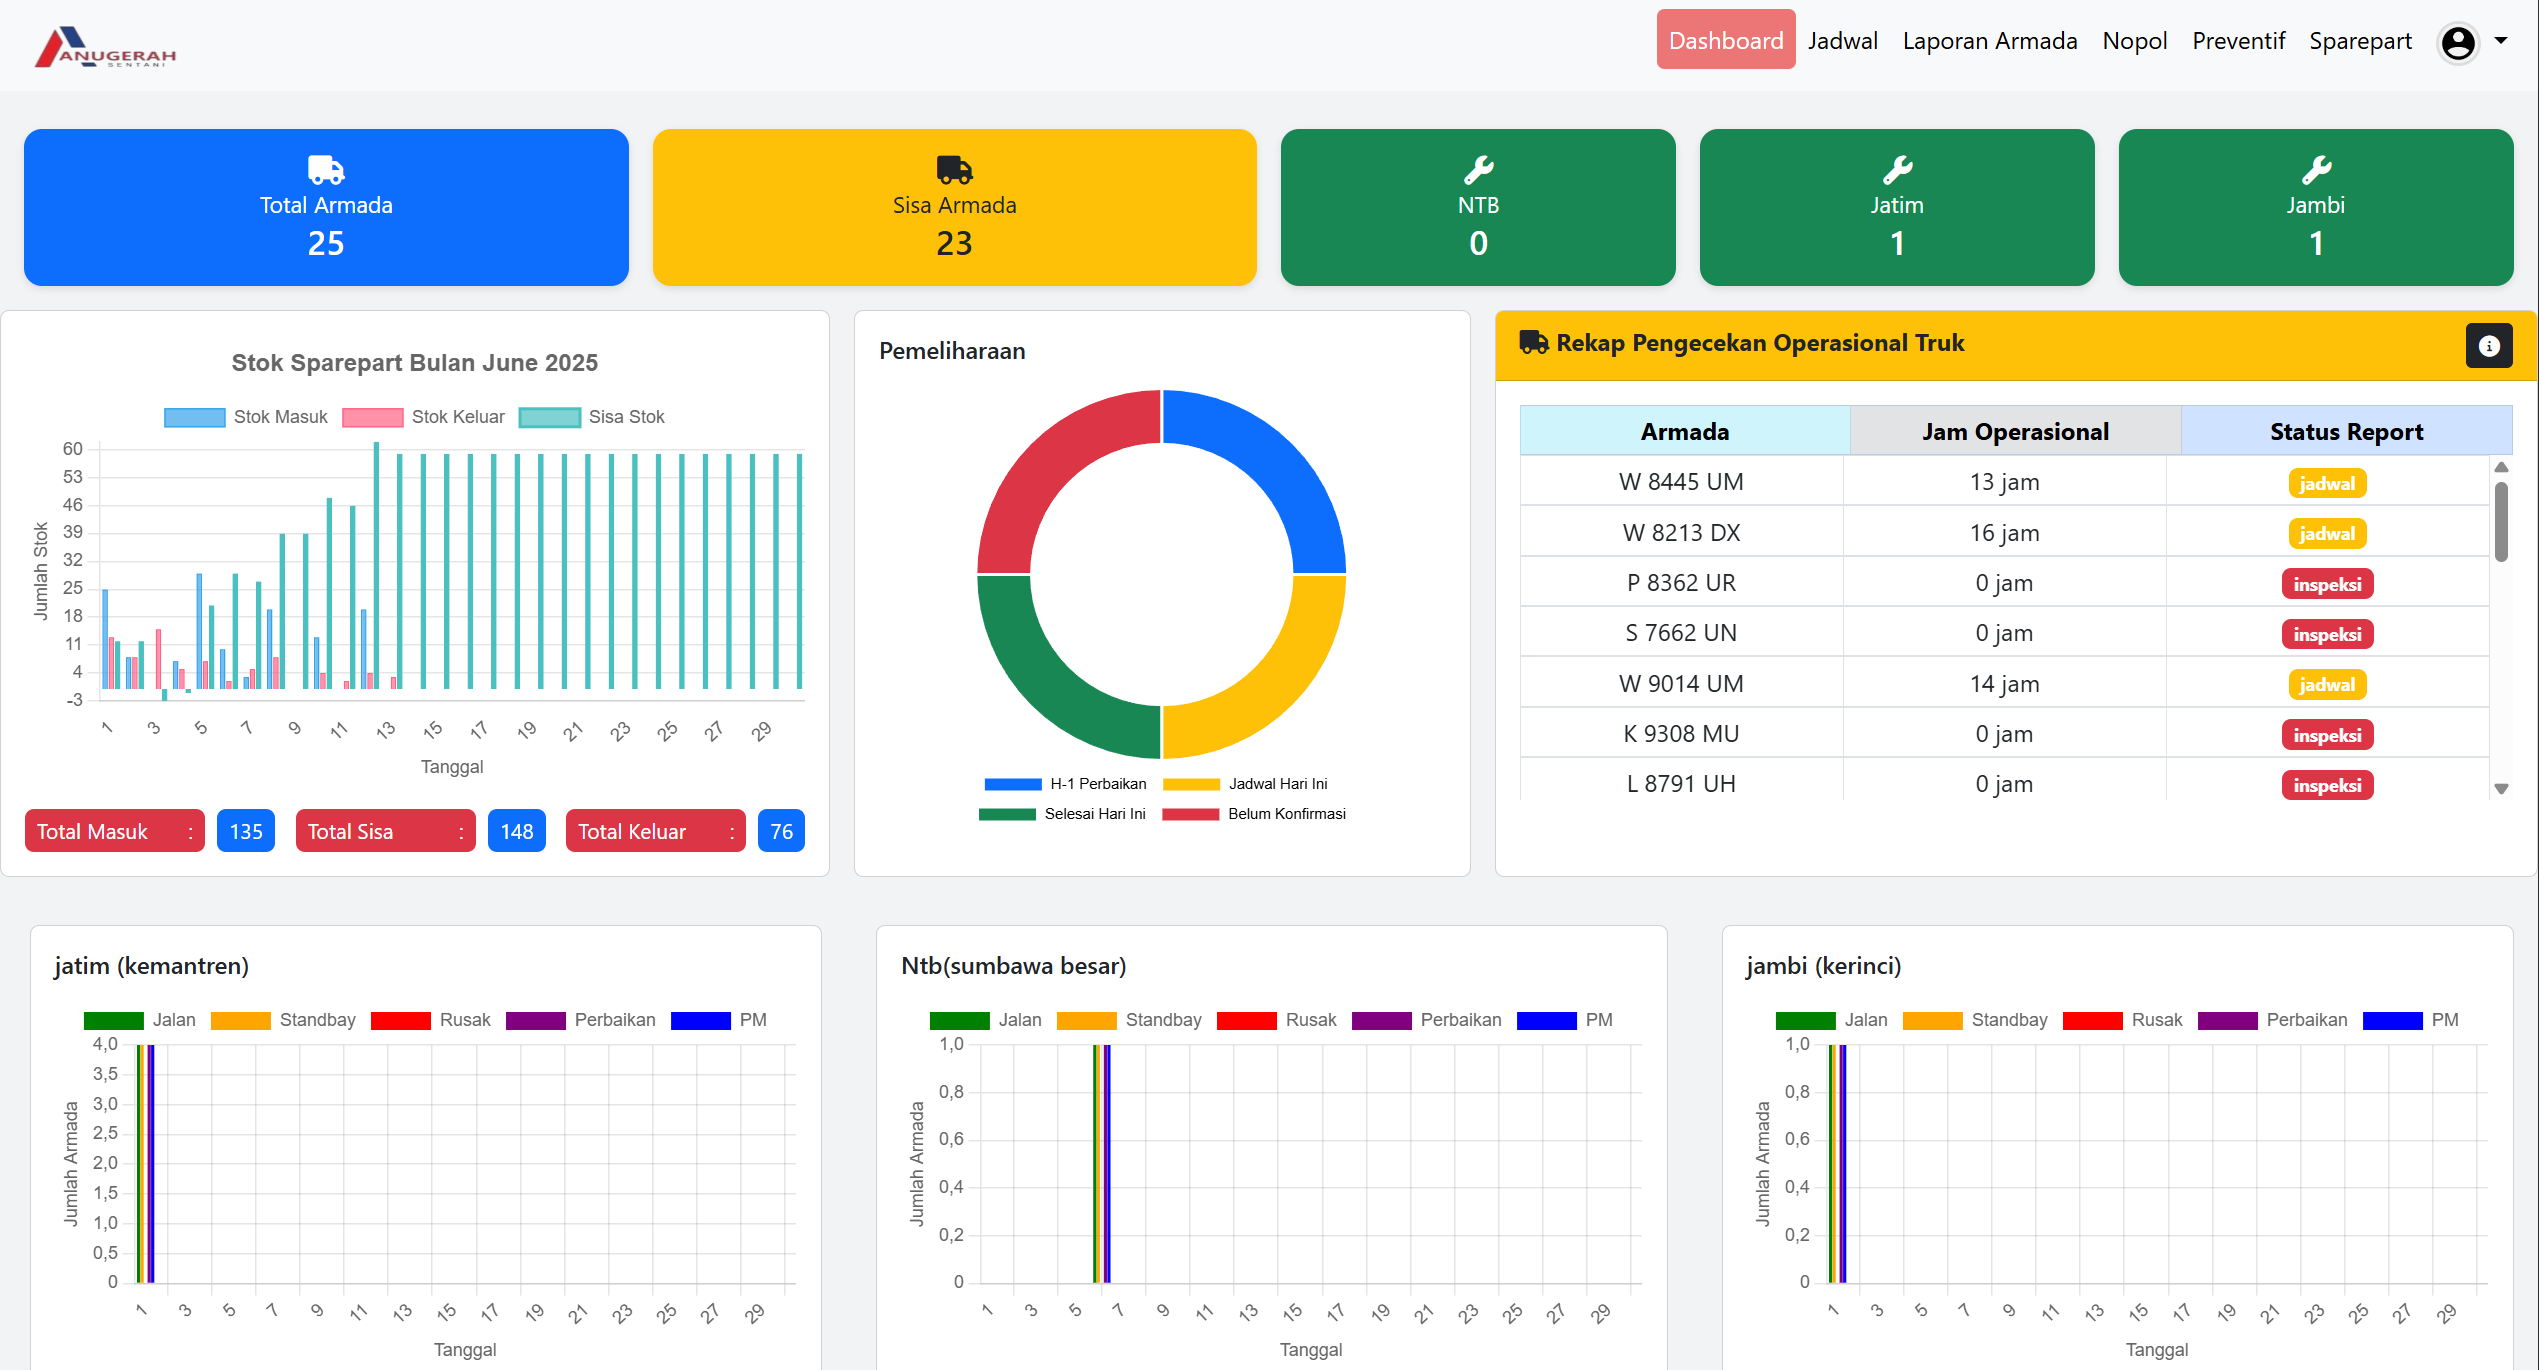 ANUGERAH
SENTANI
Dashboard Jadwal Laporan Armada Nopol Preventif Sparepart
Total Armada
25
Sisa Armada
23
NTB
0
Jatim
1
Jambi
1
Stok Sparepart Bulan June 2025
Stok Masuk Stok Keluar Sisa Stok
60
53
46
39
32
25
18
11
4
-3
Jumlah Stok
1 3 5 7 9 11 13 15 17 19 21 23 25 27 29
Tanggal
Total Masuk : 135 Total Sisa : 148 Total Keluar : 76
Pemeliharaan
H-1 Perbaikan Jadwal Hari Ini
Selesai Hari Ini Belum Konfirmasi
Rekap Pengecekan Operasional Truk
Armada Jam Operasional Status Report
W 8445 UM 13 jam jadwal
W 8213 DX 16 jam jadwal
P 8362 UR 0 jam inspeksi
S 7662 UN 0 jam inspeksi
W 9014 UM 14 jam jadwal
K 9308 MU 0 jam inspeksi
L 8791 UH 0 jam inspeksi
jatim (kemantren)
Jalan Standbay Rusak Perbaikan PM
4,0
3,5
3,0
2,5
2,0
1,5
1,0
0,5
0
Jumlah Armada
1 3 5 7 9 11 13 15 17 19 21 23 25 27 29
Tanggal
Ntb(sumbawa besar)
Jalan Standbay Rusak Perbaikan PM
1,0
0,8
0,6
0,4
0,2
0
Jumlah Armada
1 3 5 7 9 11 13 15 17 19 21 23 25 27 29
Tanggal
jambi (kerinci)
Jalan Standbay Rusak Perbaikan PM
1,0
0,8
0,6
0,4
0,2
0
Jumlah Armada
1 3 5 7 9 11 13 15 17 19 21 23 25 27 29
Tanggal